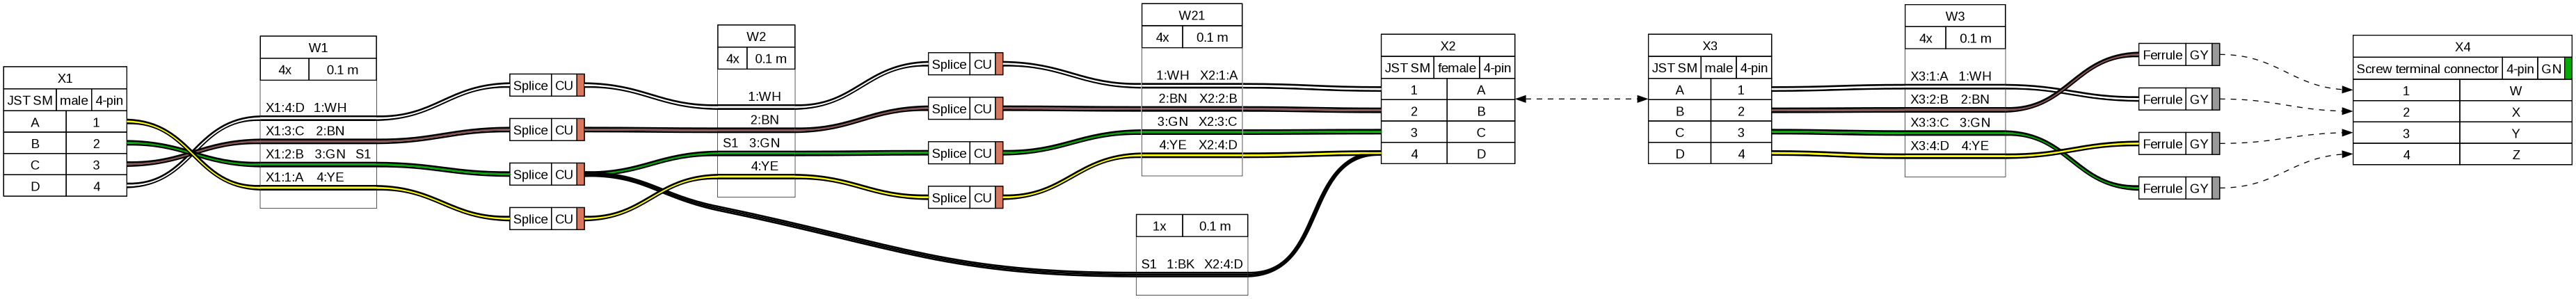 X1
JST SM male 4-pin
A 1
B 2
C 3
D 4
W1
4x 0.1 m
X1:4:D 1:WH
X1:3:C 2:BN
X1:2:B 3:GN S1
X1:1:A 4:YE
Splice CU
Splice CU
Splice CU
Splice CU
W2
4x 0.1 m
1:WH
2:BN
S1 3:GN
4:YE
Splice CU
Splice CU
Splice CU
Splice CU
W21
4x 0.1 m
1:WH X2:1:A
2:BN X2:2:B
3:GN X2:3:C
4:YE X2:4:D
1x 0.1 m
S1 1:BK X2:4:D
X2
JST SM female 4-pin
1 A
2 B
3 C
4 D
X3
JST SM male 4-pin
A 1
B 2
C 3
D 4
W3
4x 0.1 m
X3:1:A 1:WH
X3:2:B 2:BN
X3:3:C 3:GN
X3:4:D 4:YE
Ferrule GY
Ferrule GY
Ferrule GY
Ferrule GY
X4
Screw terminal connector 4-pin GN
1 W
2 X
3 Y
4 Z